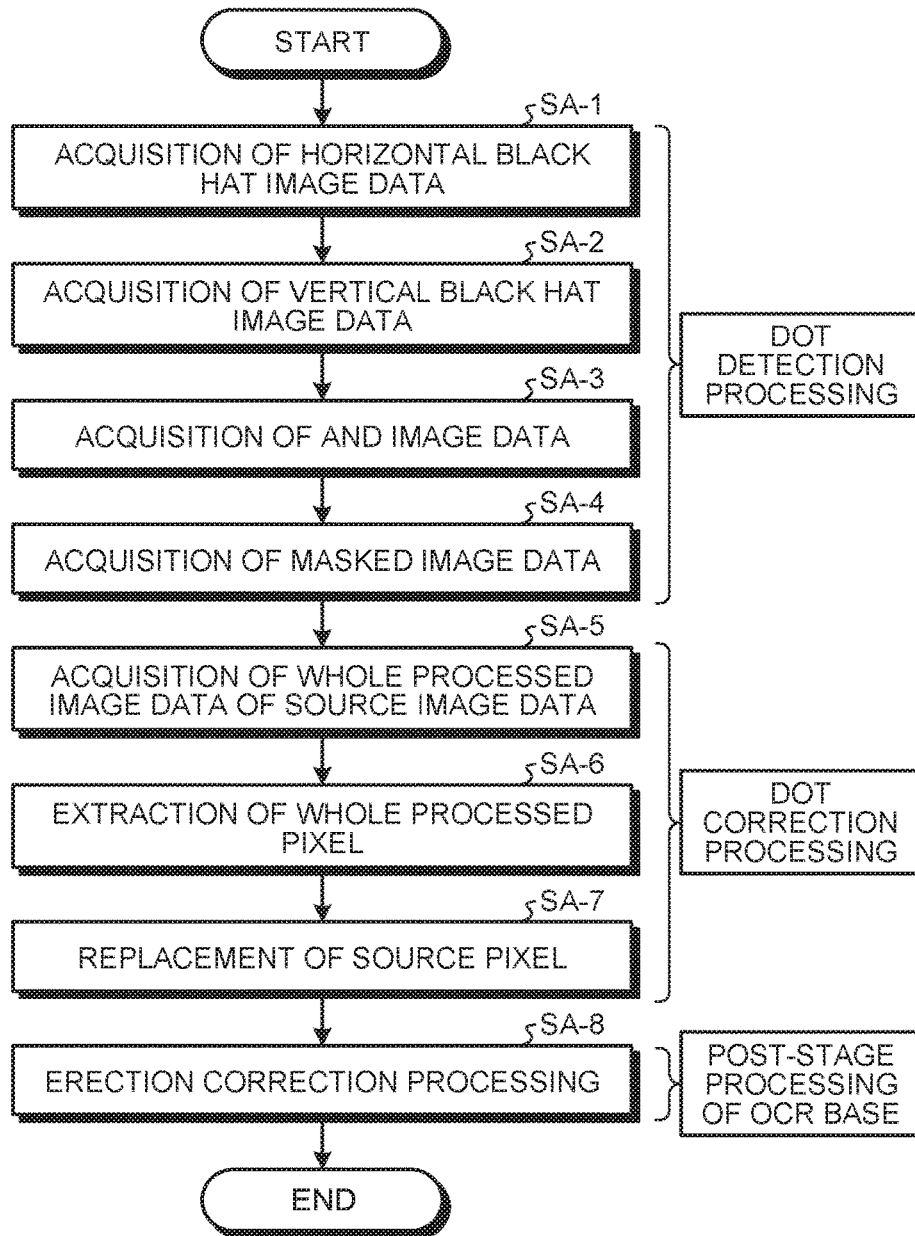 START
SA-1
ACQUISITION OF HORIZONTAL BLACK
HAT IMAGE DATA
SA-2
ACQUISITION OF VERTICAL BLACK HAT
IMAGE DATA
DOT
DETECTION
PROCESSING
SA-3
ACQUISITION OF AND IMAGE DATA
SA-4
ACQUISITION OF MASKED IMAGE DATA
SA-5
ACQUISITION OF WHOLE PROCESSED
IMAGE DATA OF SOURCE IMAGE DATA
SA-6
EXTRACTION OF WHOLE PROCESSED
PIXEL
DOT
CORRECTION
PROCESSING
SA-7
REPLACEMENT OF SOURCE PIXEL
SA-8
ERECTION CORRECTION PROCESSING
POST-STAGE
PROCESSING
OF OCR BASE
END